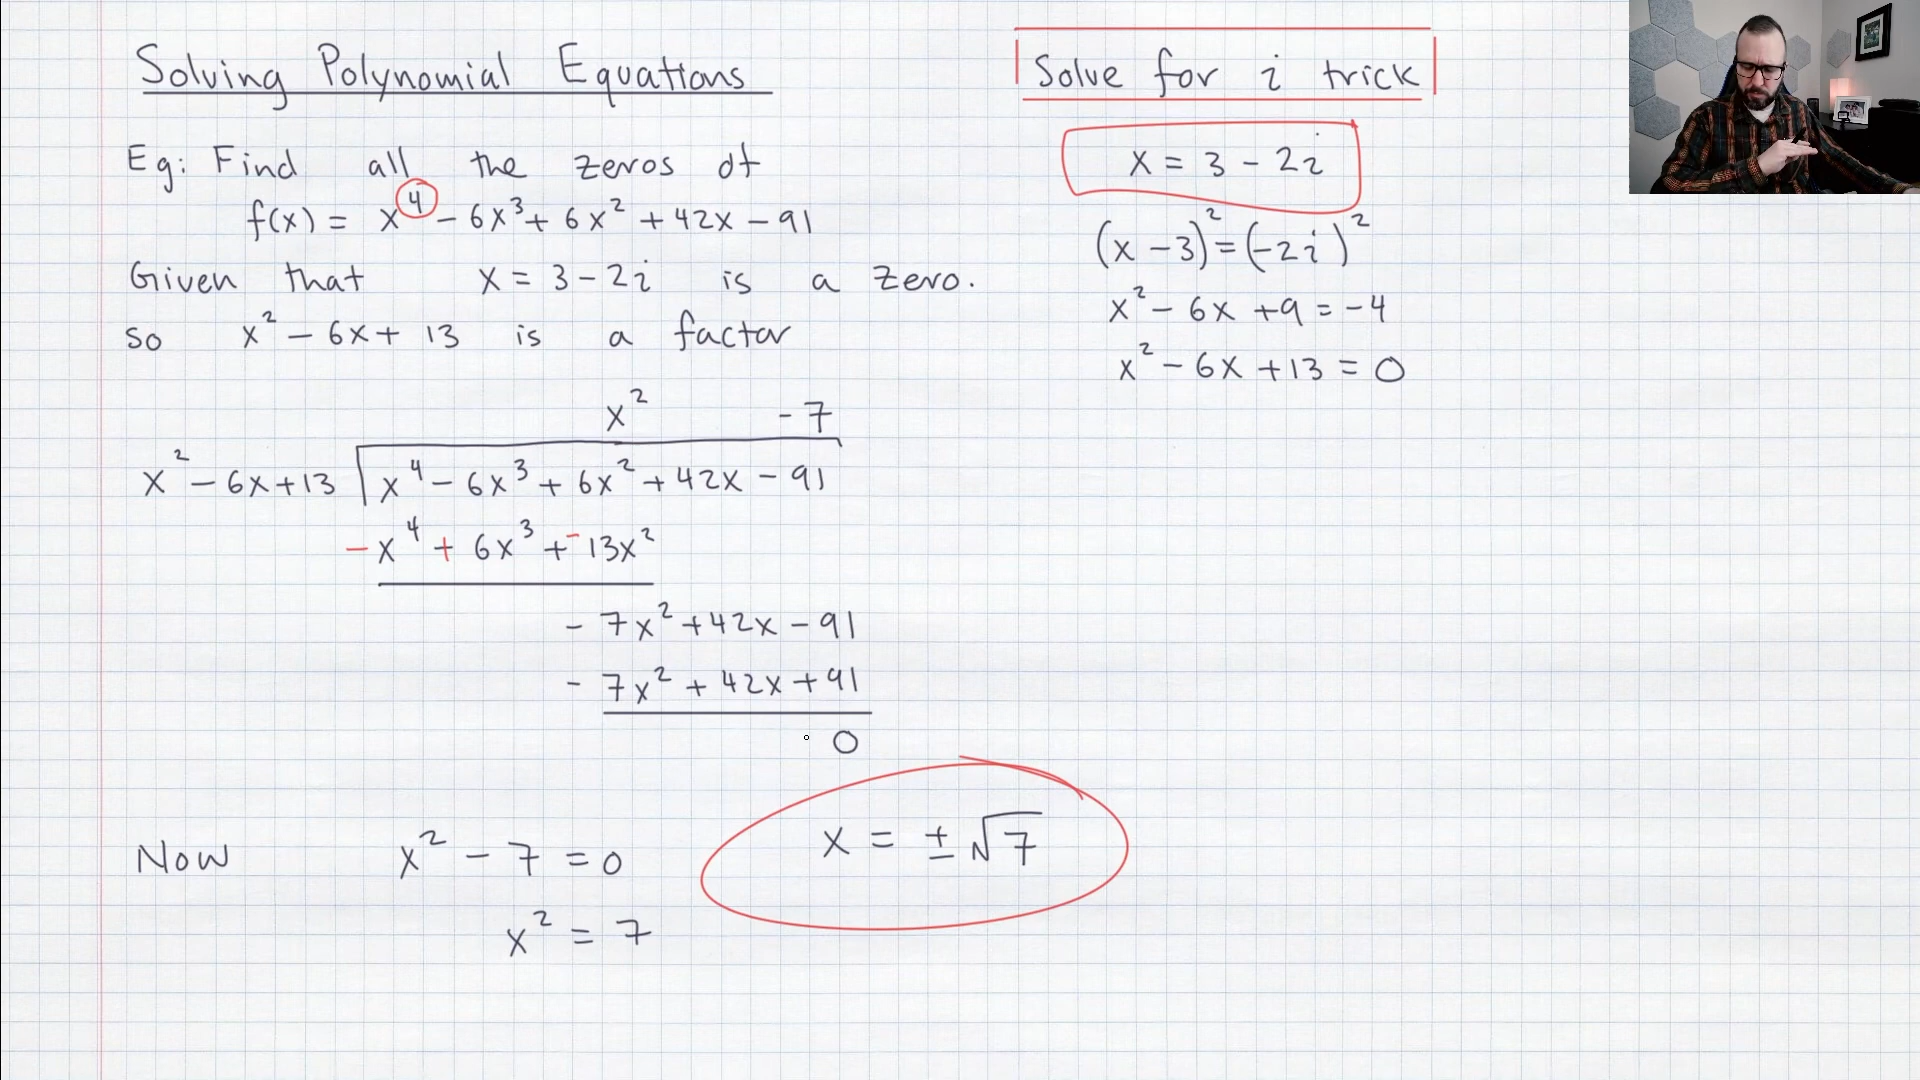 Solving Polynomial Equations
Eg: Find all the zeros of
f(x) = x⁴ - 6x³ + 6x² + 42x - 91
Given that x = 3 - 2i is a zero.
so x² - 6x + 13 is a factor
x² - 7
x² - 6x + 13 x⁴ - 6x³ + 6x² + 42x - 91
- x⁴ + 6x³ + - 13x²
- 7x² + 42x - 91
- 7x² + 42x + 91
0
Now x² - 7 = 0
x² = 7
x = ± √7
Solve for i trick
x = 3 - 2i
(x - 3)² = (-2i)²
x² - 6x + 9 = -4
x² - 6x + 13 = 0